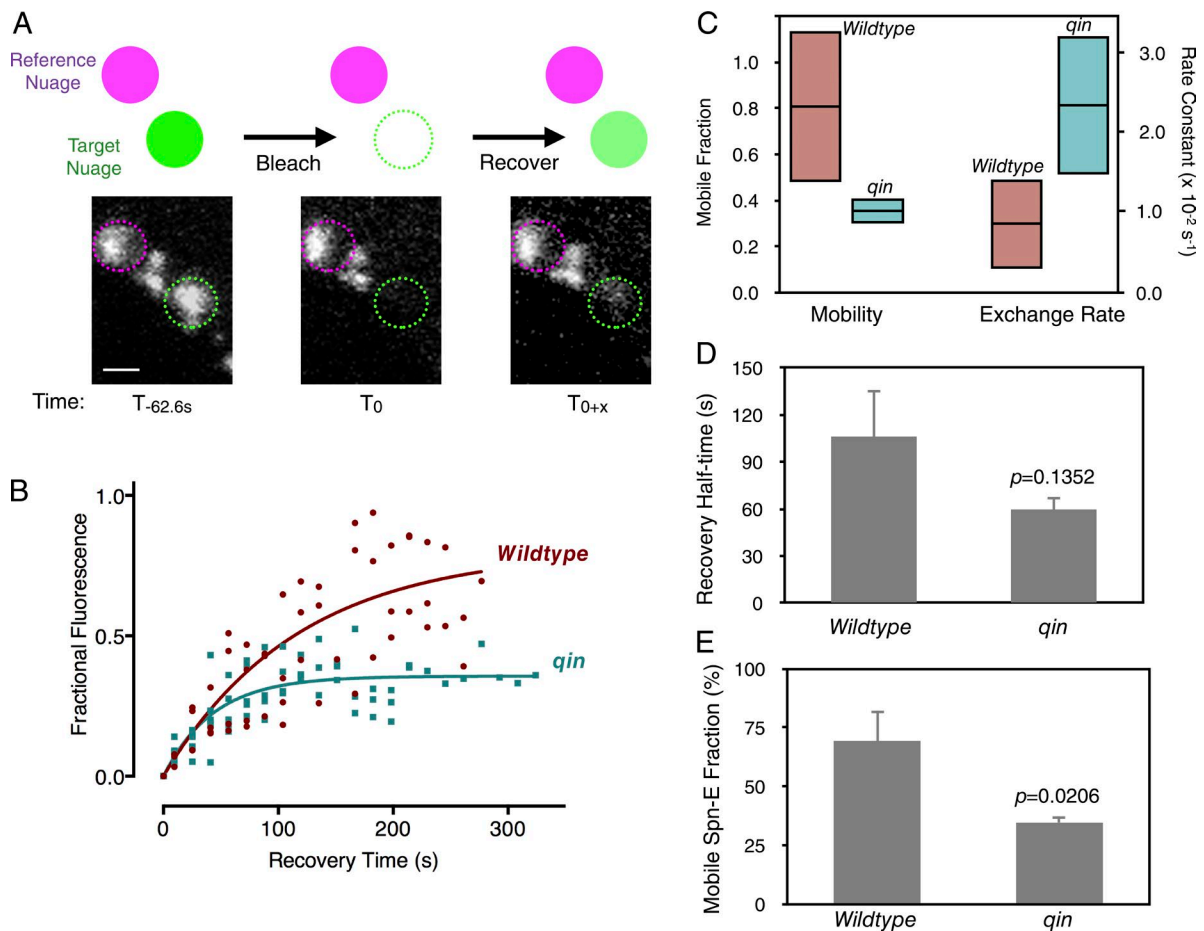 A
Reference
Nuage
Target
Nuage
Bleach
Recover
Time:
T-62.6s
T0
T0+x
B
Fractional Fluorescence
1.0
0.5
0.0
Wildtype
qin
0
100
200
300
Recovery Time (s)
C
Mobile Fraction
1.0
0.8
0.6
0.4
0.2
0.0
Wildtype
qin
Wildtype
qin
3.0
2.0
1.0
0.0
Rate Constant (x 10-2 s-1)
Mobility
Exchange Rate
D
Recovery Half-time (s)
150
120
90
60
30
0
p=0.1352
Wildtype
qin
E
Mobile Spn-E Fraction (%)
100
75
50
25
0
p=0.0206
Wildtype
qin